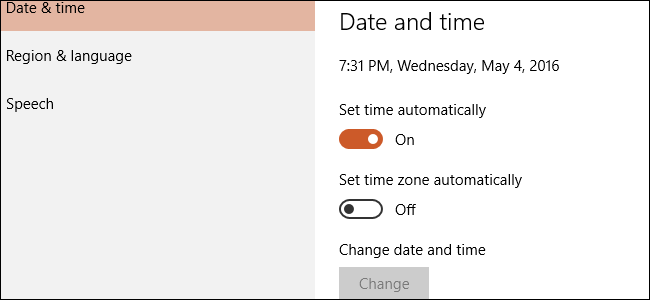 Date & time
Region & language
Speech
Date and time
7:31 PM, Wednesday, May 4, 2016
Set time automatically
On
Set time zone automatically
Off
Change date and time
Change